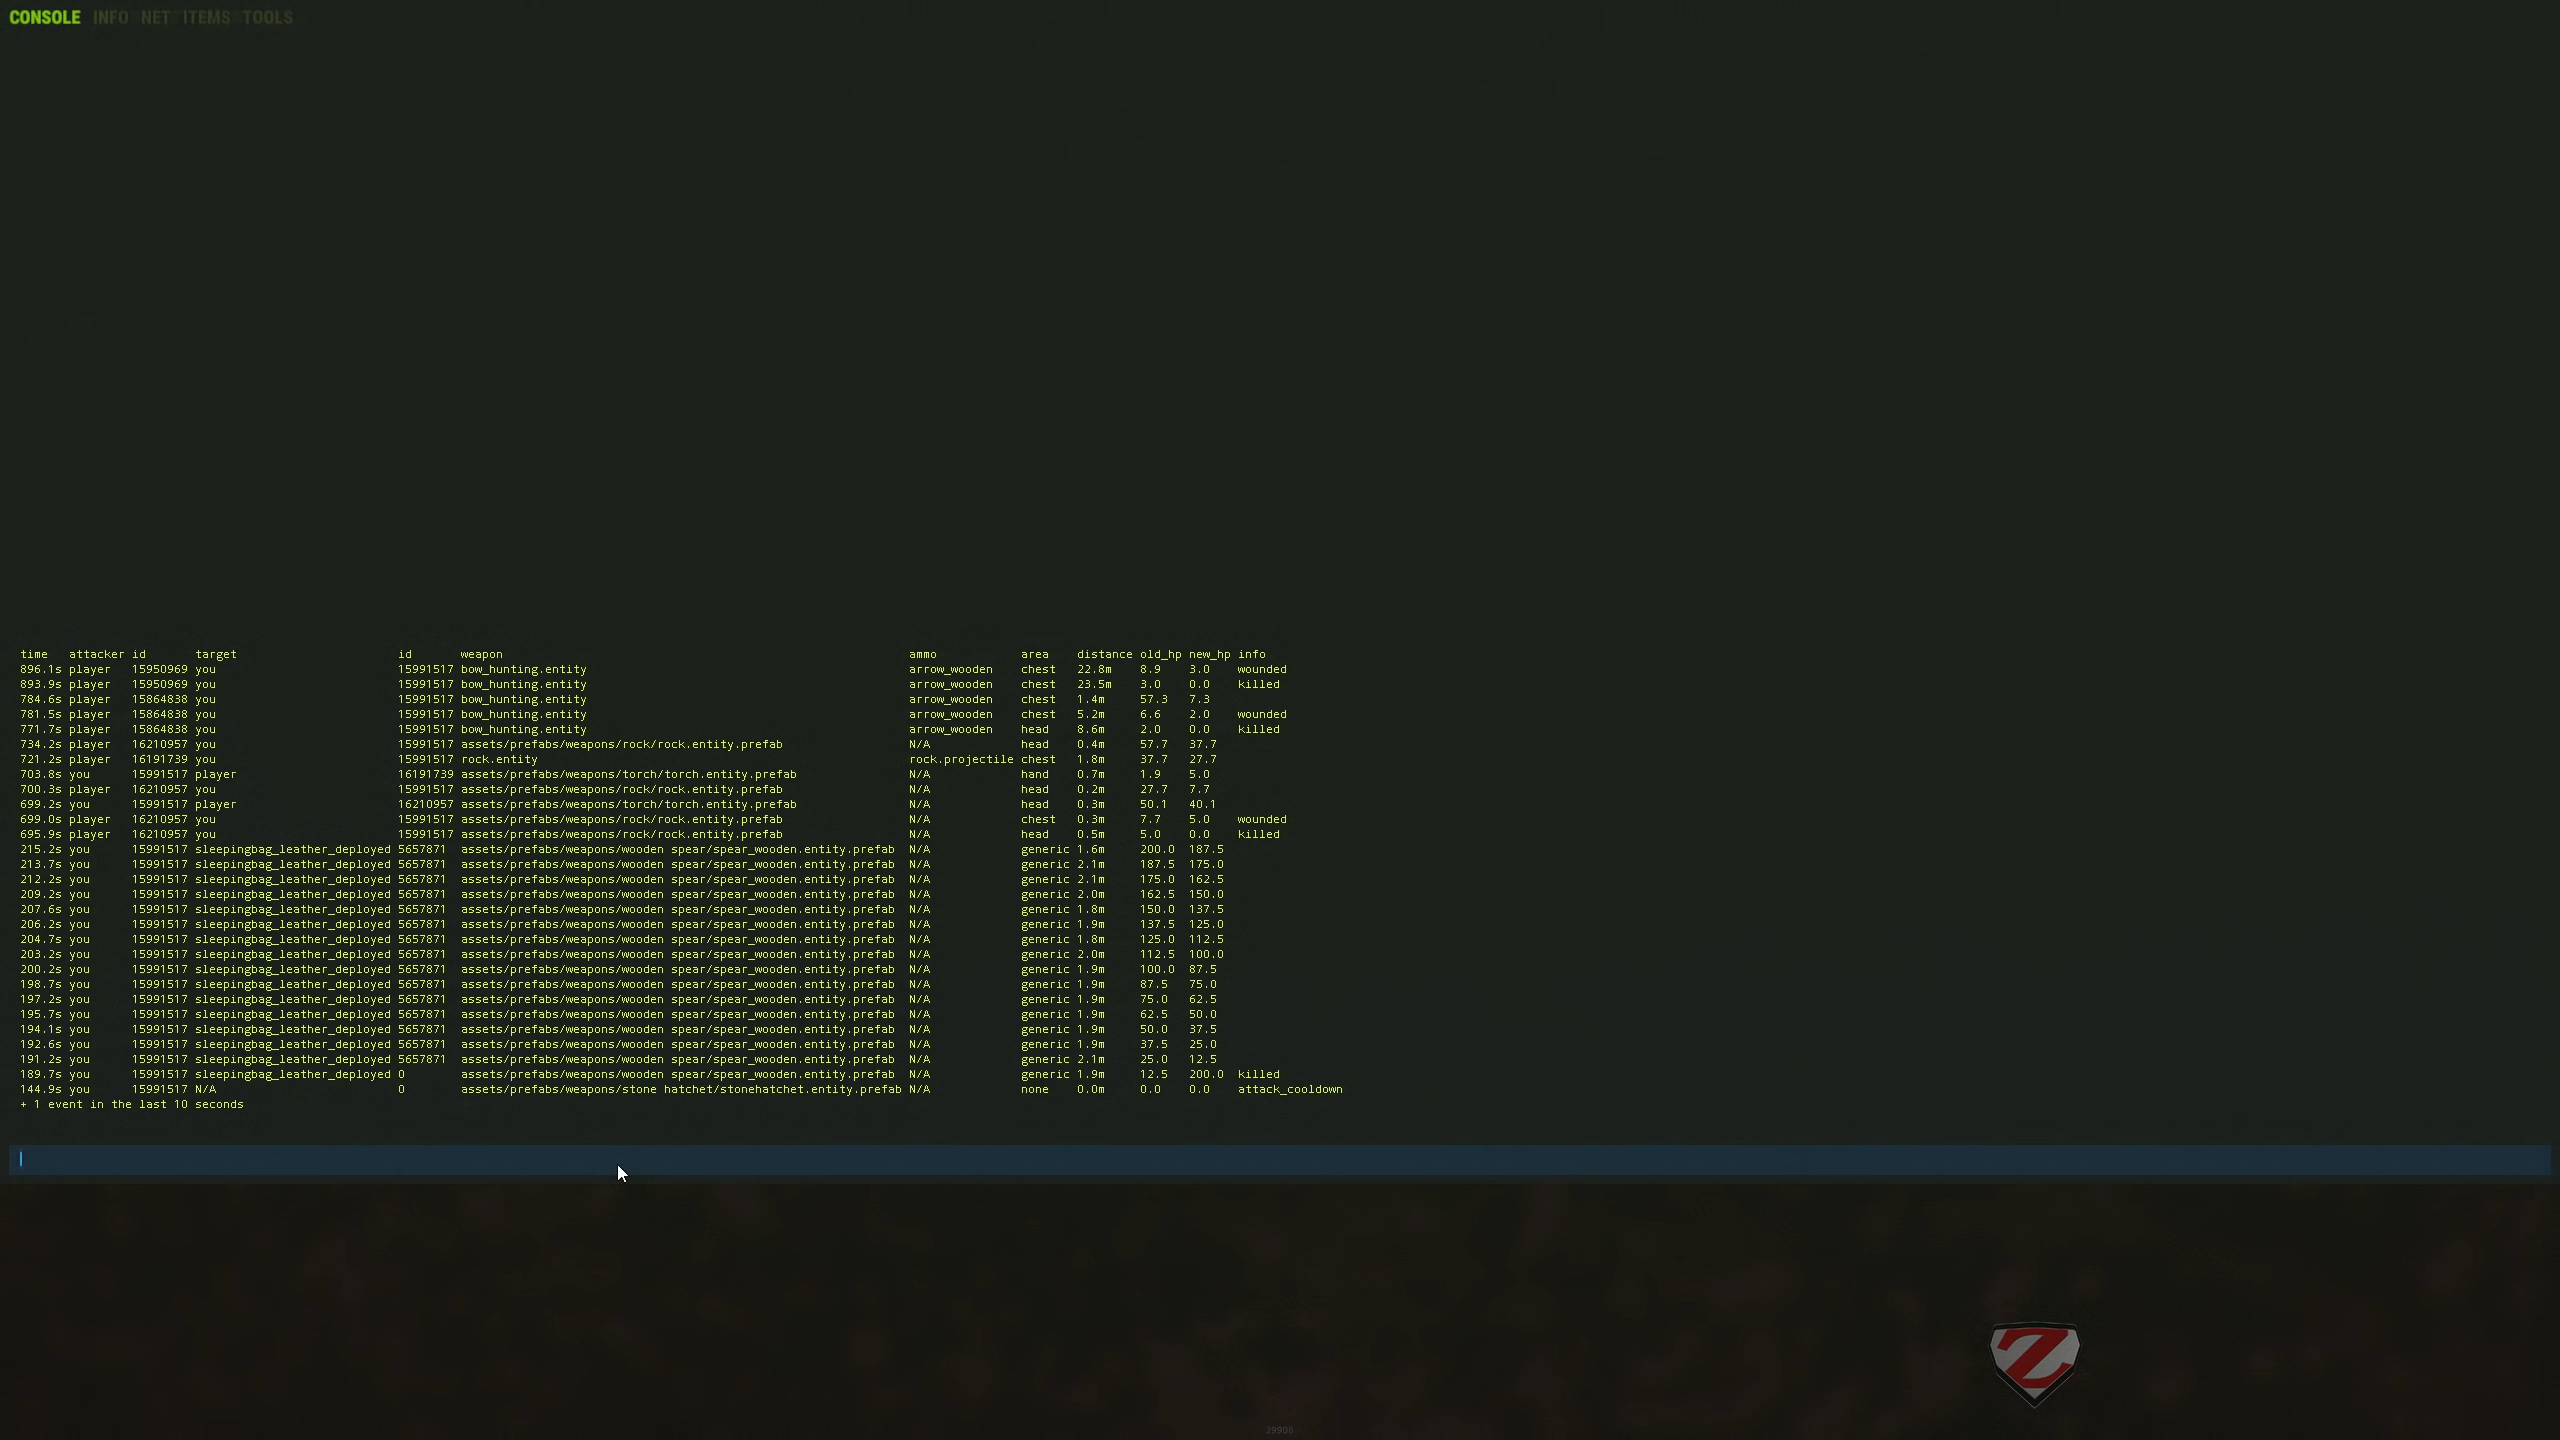 CONSOLE INFO NET ITEMS TOOLS
time attacker id target id weapon ammo area distance old_hp new_hp info
896.1s player 15950969 you 15991517 bow_hunting.entity arrow_wooden chest 22.8m 8.9 3.0 wounded
893.9s player 15950969 you 15991517 bow_hunting.entity arrow_wooden chest 23.5m 3.0 0.0 killed
784.6s player 15864838 you 15991517 bow_hunting.entity arrow_wooden chest 1.4m 57.3 7.3
781.5s player 15864838 you 15991517 bow_hunting.entity arrow_wooden chest 5.2m 6.6 2.0 wounded
771.7s player 15864838 you 15991517 bow_hunting.entity arrow_wooden head 8.6m 2.0 0.0 killed
734.2s player 16210957 you 15991517 assets/prefabs/weapons/rock/rock.entity.prefab N/A head 0.4m 57.7 37.7
721.2s player 16191739 you 15991517 rock.entity rock.projectile chest 1.8m 37.7 27.7
703.8s you 15991517 player 16191739 assets/prefabs/weapons/torch/torch.entity.prefab N/A hand 0.7m 1.9 5.0
700.3s player 16210957 you 15991517 assets/prefabs/weapons/rock/rock.entity.prefab N/A head 0.2m 27.7 7.7
699.2s you 15991517 player 16210957 assets/prefabs/weapons/torch/torch.entity.prefab N/A head 0.3m 50.1 40.1
699.0s player 16210957 you 15991517 assets/prefabs/weapons/rock/rock.entity.prefab N/A chest 0.3m 7.7 5.0 wounded
695.9s player 16210957 you 15991517 assets/prefabs/weapons/rock/rock.entity.prefab N/A head 0.5m 5.0 0.0 killed
215.2s you 15991517 sleepingbag_leather_deployed 5657871 assets/prefabs/weapons/wooden spear/spear_wooden.entity.prefab N/A generic 1.6m 200.0 187.5
213.7s you 15991517 sleepingbag_leather_deployed 5657871 assets/prefabs/weapons/wooden spear/spear_wooden.entity.prefab N/A generic 2.1m 187.5 175.0
212.2s you 15991517 sleepingbag_leather_deployed 5657871 assets/prefabs/weapons/wooden spear/spear_wooden.entity.prefab N/A generic 2.1m 175.0 162.5
209.2s you 15991517 sleepingbag_leather_deployed 5657871 assets/prefabs/weapons/wooden spear/spear_wooden.entity.prefab N/A generic 2.0m 162.5 150.0
207.6s you 15991517 sleepingbag_leather_deployed 5657871 assets/prefabs/weapons/wooden spear/spear_wooden.entity.prefab N/A generic 1.8m 150.0 137.5
206.2s you 15991517 sleepingbag_leather_deployed 5657871 assets/prefabs/weapons/wooden spear/spear_wooden.entity.prefab N/A generic 1.9m 137.5 125.0
204.7s you 15991517 sleepingbag_leather_deployed 5657871 assets/prefabs/weapons/wooden spear/spear_wooden.entity.prefab N/A generic 1.8m 125.0 112.5
203.2s you 15991517 sleepingbag_leather_deployed 5657871 assets/prefabs/weapons/wooden spear/spear_wooden.entity.prefab N/A generic 2.0m 112.5 100.0
200.2s you 15991517 sleepingbag_leather_deployed 5657871 assets/prefabs/weapons/wooden spear/spear_wooden.entity.prefab N/A generic 1.9m 100.0 87.5
198.7s you 15991517 sleepingbag_leather_deployed 5657871 assets/prefabs/weapons/wooden spear/spear_wooden.entity.prefab N/A generic 1.9m 87.5 75.0
197.2s you 15991517 sleepingbag_leather_deployed 5657871 assets/prefabs/weapons/wooden spear/spear_wooden.entity.prefab N/A generic 1.9m 75.0 62.5
195.7s you 15991517 sleepingbag_leather_deployed 5657871 assets/prefabs/weapons/wooden spear/spear_wooden.entity.prefab N/A generic 1.9m 62.5 50.0
194.1s you 15991517 sleepingbag_leather_deployed 5657871 assets/prefabs/weapons/wooden spear/spear_wooden.entity.prefab N/A generic 1.9m 50.0 37.5
192.6s you 15991517 sleepingbag_leather_deployed 5657871 assets/prefabs/weapons/wooden spear/spear_wooden.entity.prefab N/A generic 1.9m 37.5 25.0
191.2s you 15991517 sleepingbag_leather_deployed 5657871 assets/prefabs/weapons/wooden spear/spear_wooden.entity.prefab N/A generic 2.1m 25.0 12.5
189.7s you 15991517 sleepingbag_leather_deployed 0 assets/prefabs/weapons/wooden spear/spear_wooden.entity.prefab N/A generic 1.9m 12.5 200.0 killed
144.9s you 15991517 N/A 0 assets/prefabs/weapons/stone hatchet/stonehatchet.entity.prefab N/A none 0.0m 0.0 0.0 attack_cooldown
+ 1 event in the last 10 seconds
Z